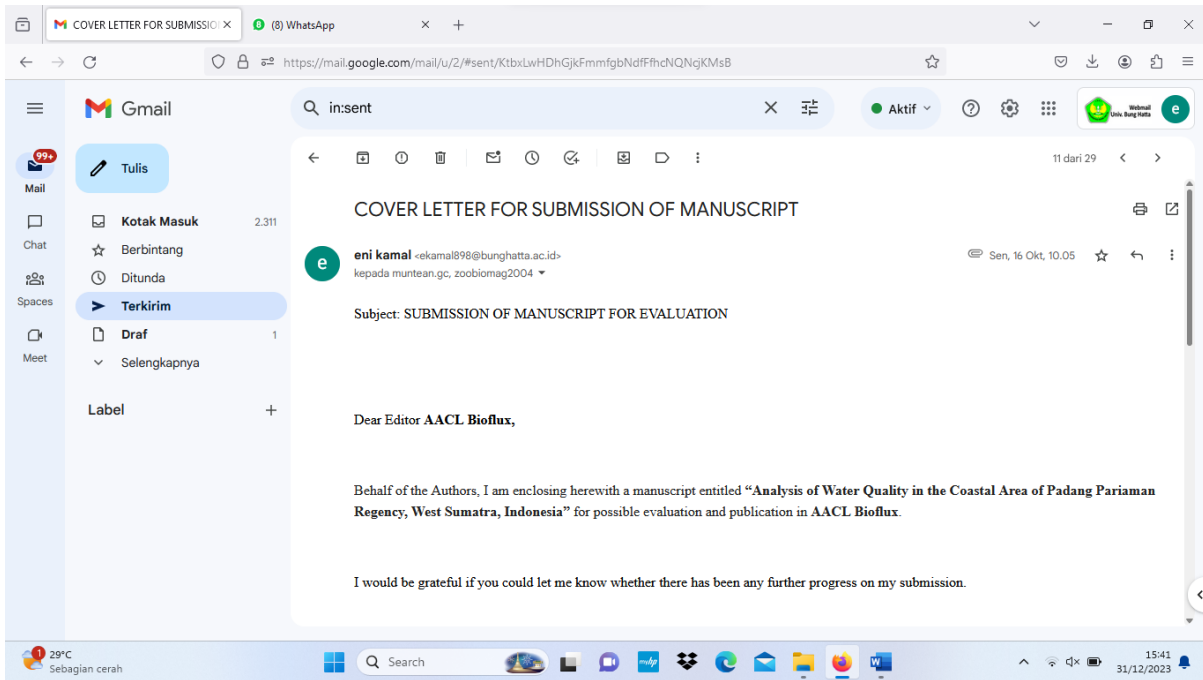 COVER LETTER FOR SUBMISSIO
(8) WhatsApp
https://mail.google.com/mail/u/2/#sent/KtbxLwHDhGjkFmmfgbNdfFfhcNQNcjKMsB
Gmail
in:sent
Aktif
Webmail
Univ. Bung Hatta
e
99+
Mail
Chat
Spaces
Meet
Tulis
Kotak Masuk 2.311
Berbintang
Ditunda
Terkirim
Draf 1
Selengkapnya
Label
11 dari 29
COVER LETTER FOR SUBMISSION OF MANUSCRIPT
e
eni kamal <ekamal898@bunghatta.ac.id> Sen, 16 Okt, 10.05
kepada muntean.gc, zoobiomag2004
Subject: SUBMISSION OF MANUSCRIPT FOR EVALUATION
Dear Editor AACL Bioflux,
Behalf of the Authors, I am enclosing herewith a manuscript entitled “Analysis of Water Quality in the Coastal Area of Padang Pariaman
Regency, West Sumatra, Indonesia” for possible evaluation and publication in AACL Bioflux.
I would be grateful if you could let me know whether there has been any further progress on my submission.
1
29°C
Sebagian cerah
Search
mbp
15:41
31/12/2023